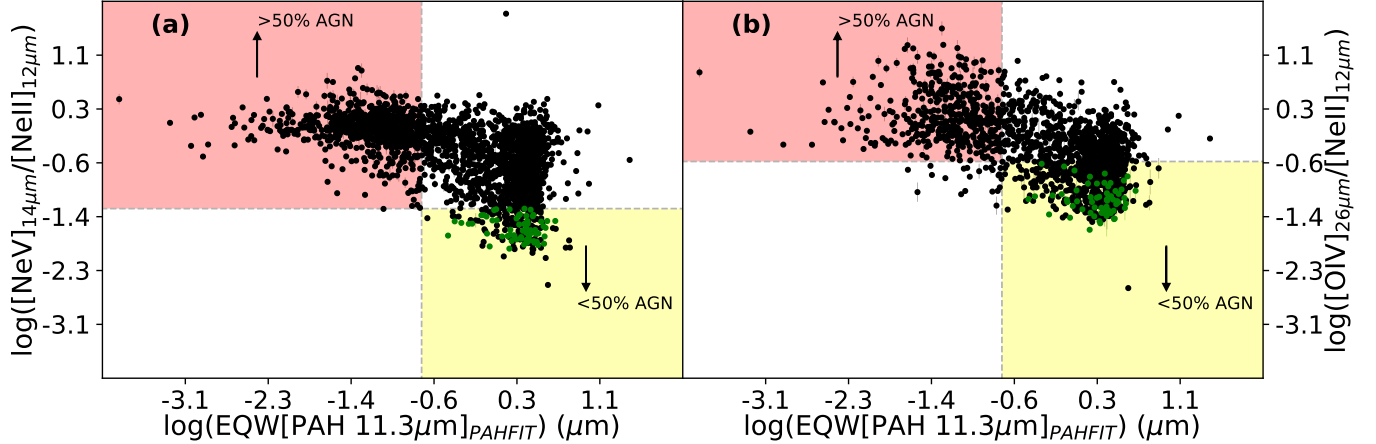 (a)
>50% AGN
<50% AGN
1.1
0.3
-0.6
-1.4
-2.3
-3.1
log([NeV]14μm/[NeII]12μm)
-3.1 -2.3 -1.4 -0.6 0.3 1.1
log(EQW[PAH 11.3μm]PAHFIT) (μm)
(b)
>50% AGN
<50% AGN
1.1
0.3
-0.6
-1.4
-2.3
-3.1
log([OIV]26μm/[NeII]12μm)
-3.1 -2.3 -1.4 -0.6 0.3 1.1
log(EQW[PAH 11.3μm]PAHFIT) (μm)